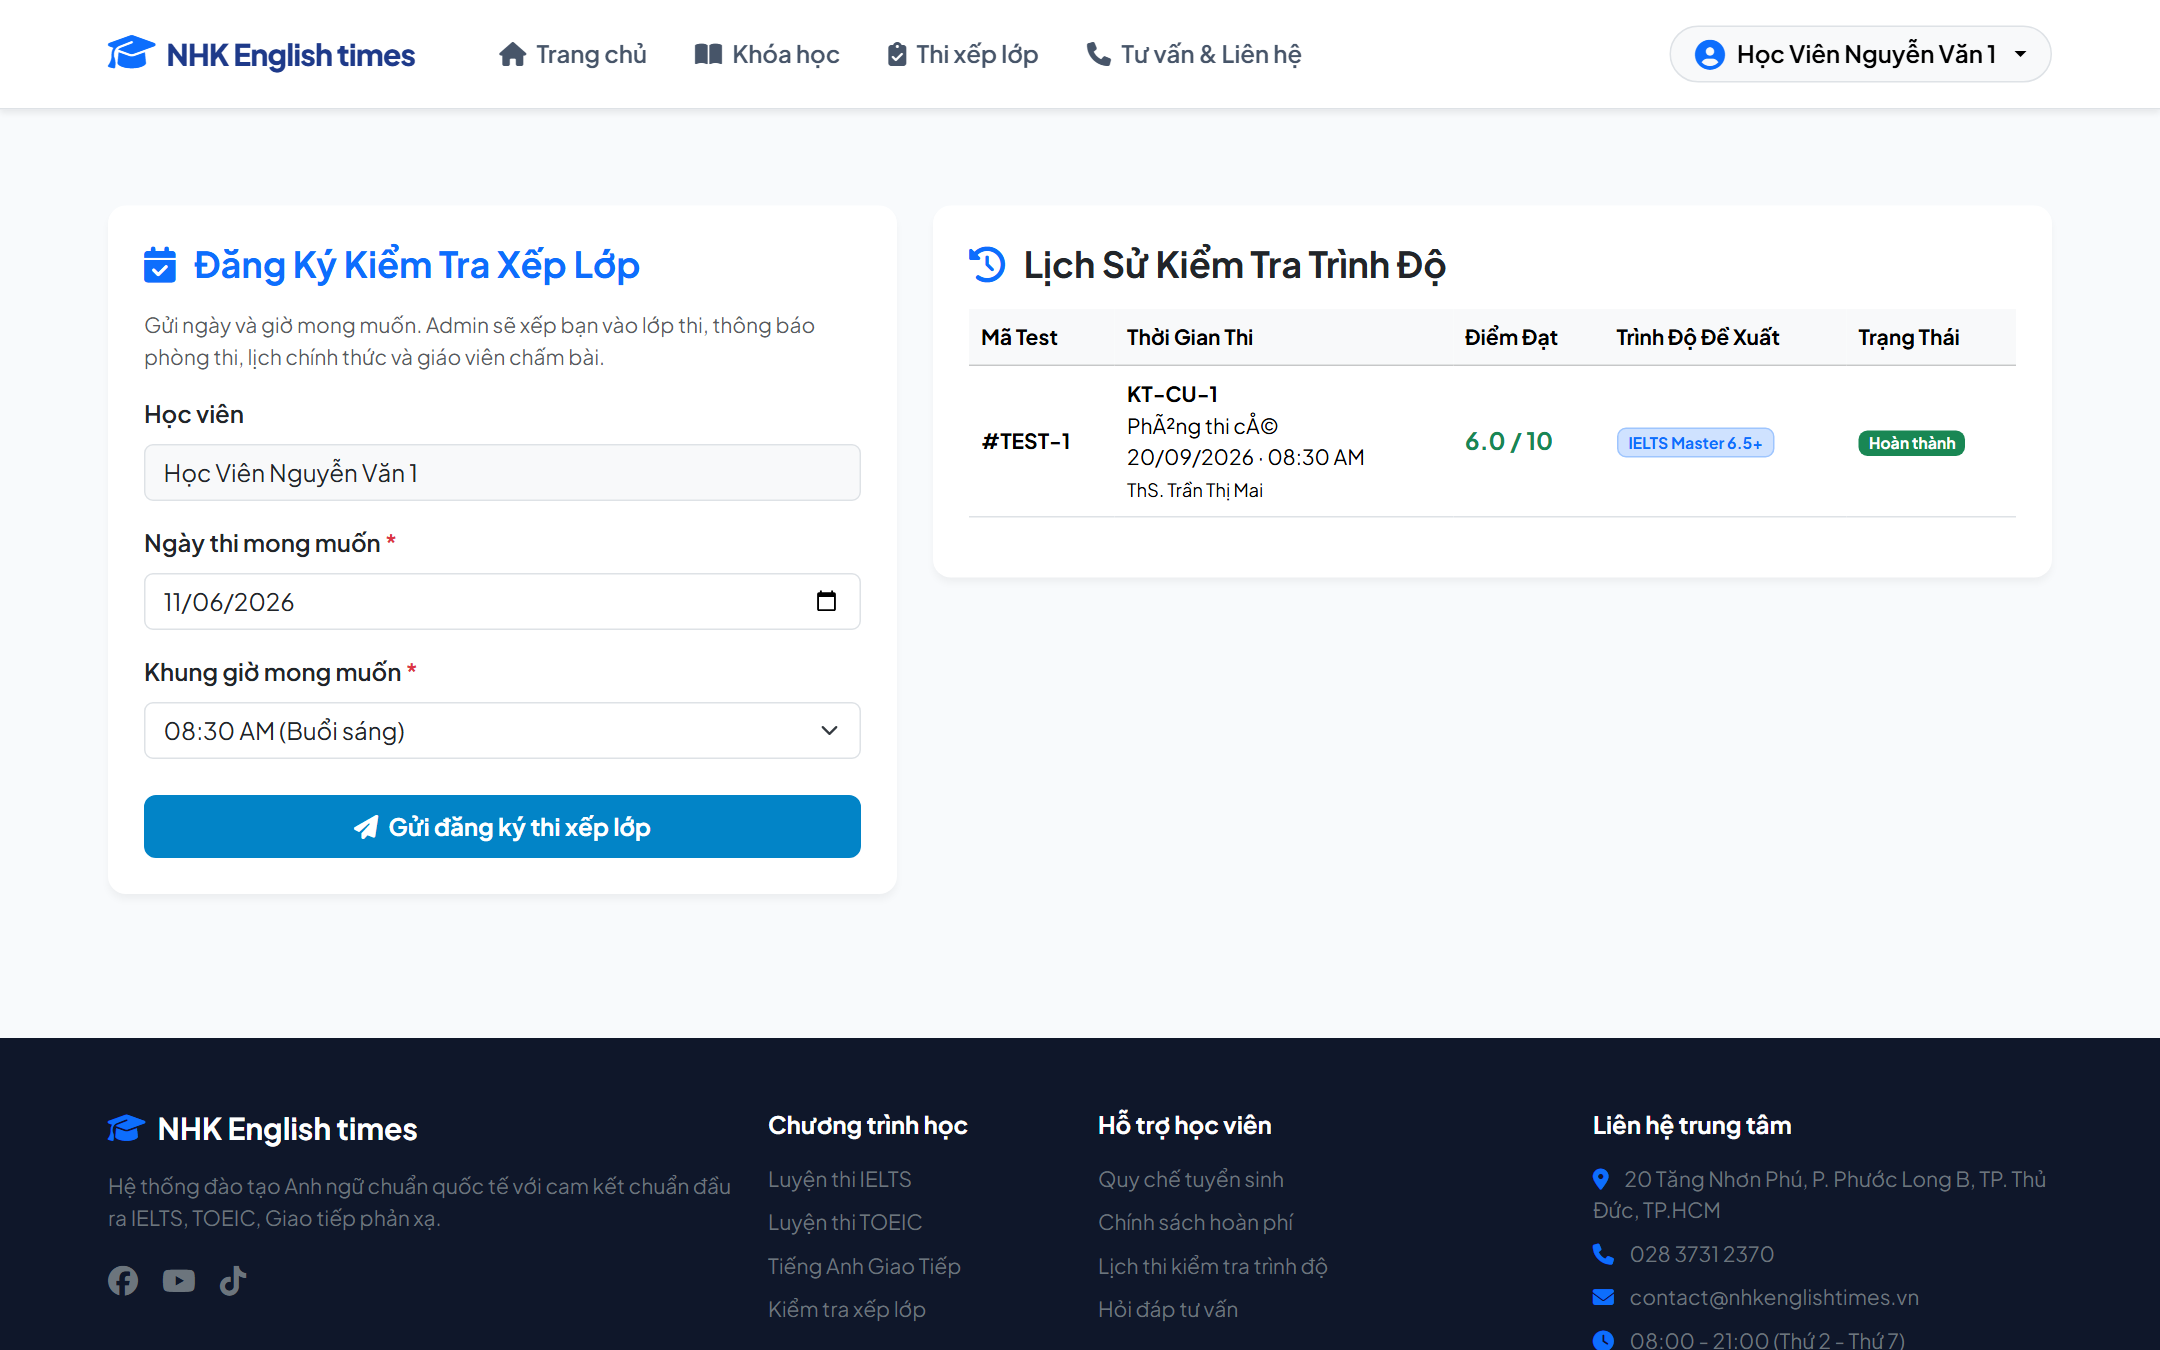 NHK English times
Trang chủ
Khóa học
Thi xếp lớp
Tư vấn & Liên hệ
Học Viên Nguyễn Văn 1
Đăng Ký Kiểm Tra Xếp Lớp
Gửi ngày và giờ mong muốn. Admin sẽ xếp bạn vào lớp thi, thông báo
phòng thi, lịch chính thức và giáo viên chấm bài.
Học viên
Học Viên Nguyễn Văn 1
Ngày thi mong muốn *
11/06/2026
Khung giờ mong muốn *
08:30 AM (Buổi sáng)
Gửi đăng ký thi xếp lớp
Lịch Sử Kiểm Tra Trình Độ
Mã Test Thời Gian Thi Điểm Đạt Trình Độ Đề Xuất Trạng Thái
#TEST-1
KT-CU-1
PhÃ²ng thi cÅ©
20/09/2026 · 08:30 AM
ThS. Trần Thị Mai
6.0 / 10
IELTS Master 6.5+
Hoàn thành
NHK English times
Hệ thống đào tạo Anh ngữ chuẩn quốc tế với cam kết chuẩn đầu
ra IELTS, TOEIC, Giao tiếp phản xạ.
Chương trình học
Luyện thi IELTS
Luyện thi TOEIC
Tiếng Anh Giao Tiếp
Kiểm tra xếp lớp
Hỗ trợ học viên
Quy chế tuyển sinh
Chính sách hoàn phí
Lịch thi kiểm tra trình độ
Hỏi đáp tư vấn
Liên hệ trung tâm
20 Tăng Nhơn Phú, P. Phước Long B, TP. Thủ
Đức, TP.HCM
028 3731 2370
contact@nhkenglishtimes.vn
08:00 - 21:00 (Thứ 2 - Thứ 7)